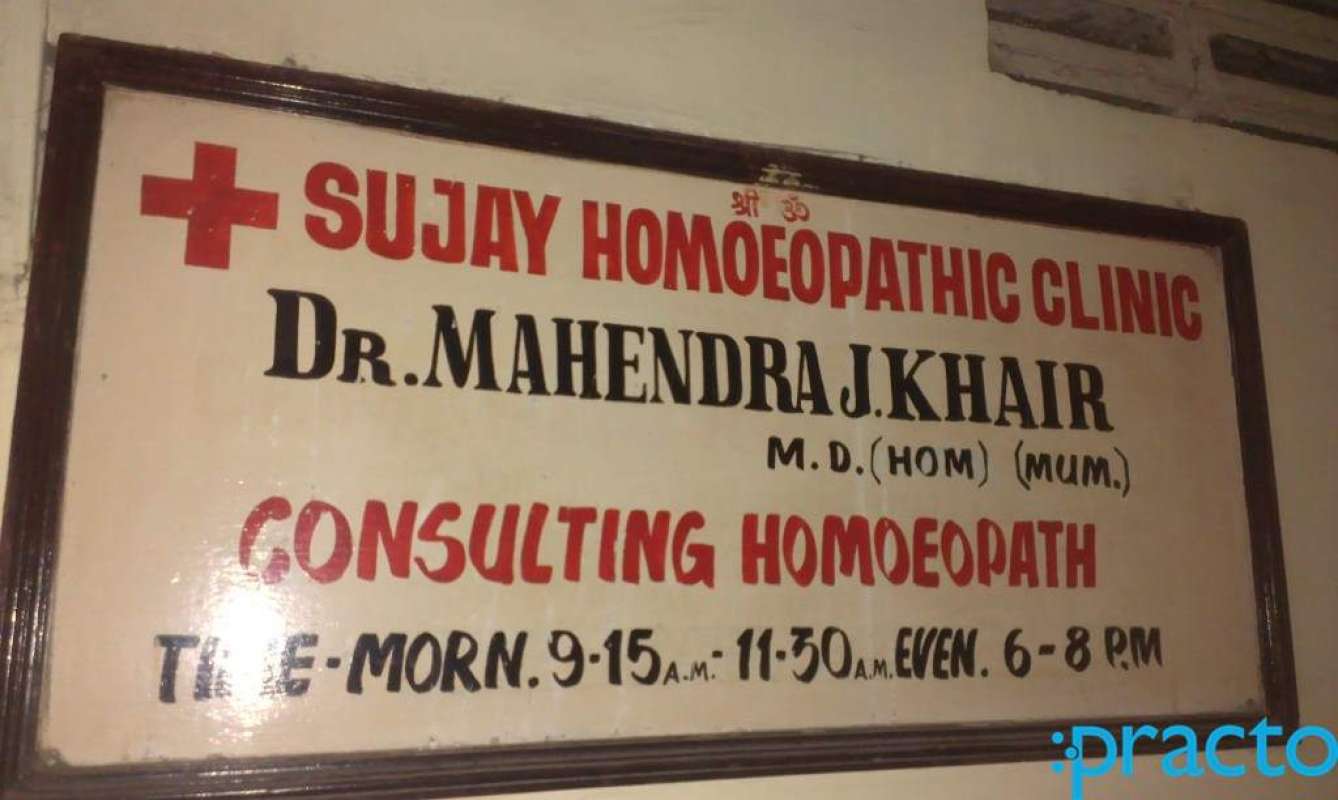 श्री ॐ
SUJAY HOMOEOPATHIC CLINIC
DR. MAHENDRA J. KHAIR
M.D. (HOM) (MUM.)
CONSULTING HOMOEOPATH
TIME - MORN. 9-15 A.M. - 11-30 A.M. EVEN. 6-8 P.M
:practo